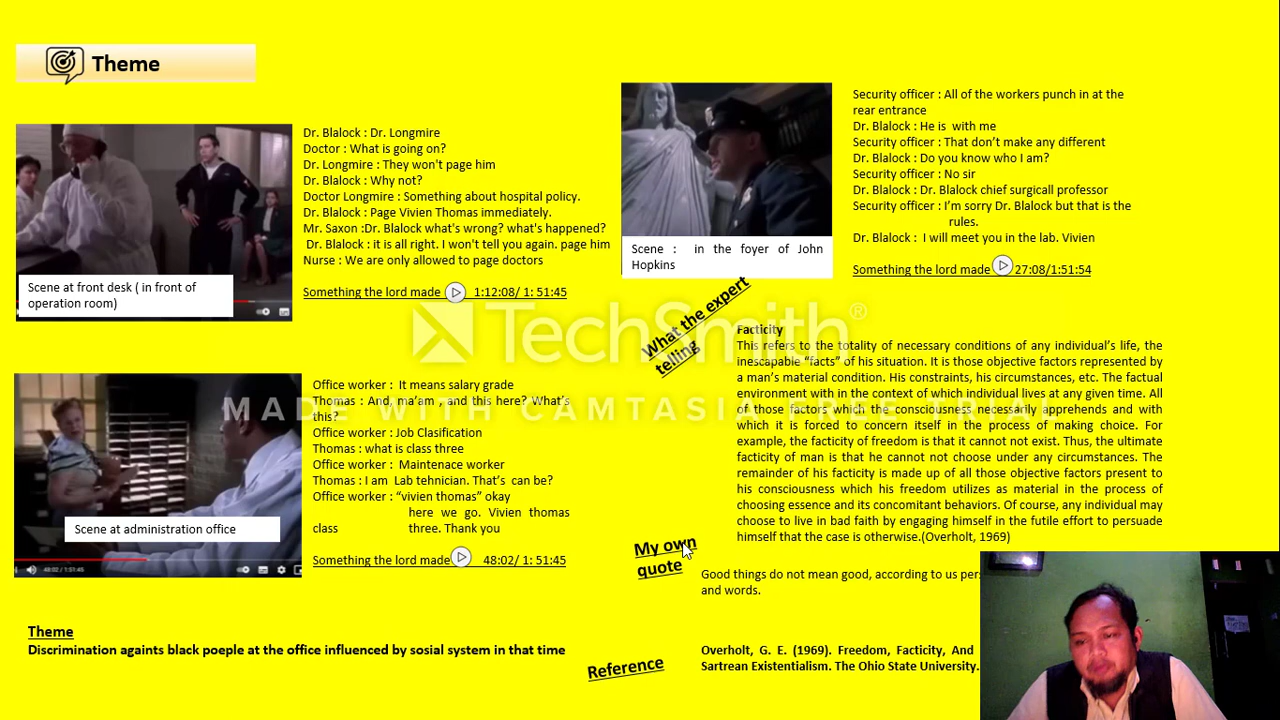 Theme
Dr. Blalock : Dr. Longmire
Doctor : What is going on?
Dr. Longmire : They won't page him
Dr. Blalock : Why not?
Doctor Longmire : Something about hospital policy.
Dr. Blalock : Page Vivien Thomas immediately.
Mr. Saxon :Dr. Blalock what's wrong? what's happened?
Dr. Blalock : it is all right. I won't tell you again. page him
Nurse : We are only allowed to page doctors
Something the lord made 1:12:08/ 1: 51:45
Scene at front desk ( in front of
operation room)
Security officer : All of the workers punch in at the
rear entrance
Dr. Blalock : He is with me
Security officer : That don't make any different
Dr. Blalock : Do you know who I am?
Security officer : No sir
Dr. Blalock : Dr. Blalock chief surgicall professor
Security officer : I'm sorry Dr. Blalock but that is the
rules.
Dr. Blalock : I will meet you in the lab. Vivien
Something the lord made 27:08/1:51:54
Scene : in the foyer of John
Hopkins
Office worker : It means salary grade
Thomas : And, ma'am , and this here? What's
this?
Office worker : Job Clasification
Thomas : what is class three
Office worker : Maintenace worker
Thomas : I am Lab tehnician. That's can be?
Office worker : "vivien thomas" okay
here we go. Vivien thomas
class three. Thank you
Something the lord made 48:02/ 1: 51:45
Scene at administration office
48:02/1:51:45
What the expert
telling
Facticity
This refers to the totality of necessary conditions of any individual's life, the
inescapable "facts" of his situation. It is those objective factors represented by
a man's material condition. His constraints, his circumstances, etc. The factual
environment with in the context of which individual lives at any given time. All
of those factors which the consciousness necessarily apprehends and with
which it is forced to concern itself in the process of making choice. For
example, the facticity of freedom is that it cannot not exist. Thus, the ultimate
facticity of man is that he cannot not choose under any circumstances. The
remainder of his facticity is made up of all those objective factors present to
his consciousness which his freedom utilizes as material in the process of
choosing essence and its concomitant behaviors. Of course, any individual may
choose to live in bad faith by engaging himself in the futile effort to persuade
himself that the case is otherwise.(Overholt, 1969)
My own
quote
Good things do not mean good, according to us pers
and words.
Theme
Discrimination againts black poeple at the office influenced by sosial system in that time
Reference
Overholt, G. E. (1969). Freedom, Facticity, And
Sartrean Existentialism. The Ohio State University.
TechSmith®
MADE WITH CAMTASIA FREE TRIAL